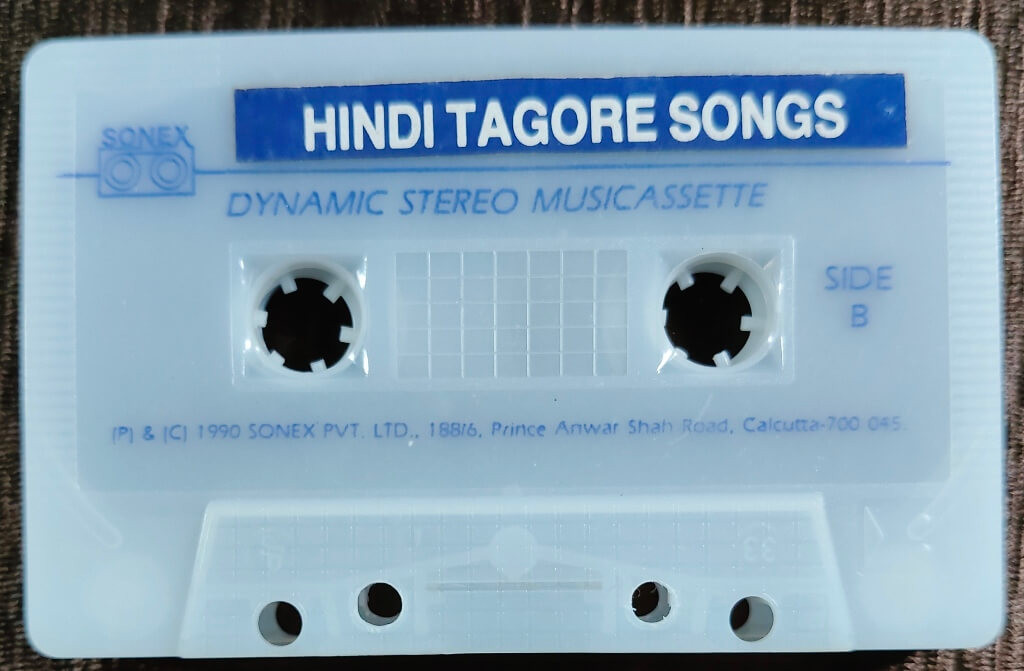 HINDI TAGORE SONGS
SONEX
DYNAMIC STEREO MUSICASSETTE
SIDE
B
(P) & (C) 1990 SONEX PVT. LTD., 188/6, Prince Anwar Shah Road, Calcutta-700 045.